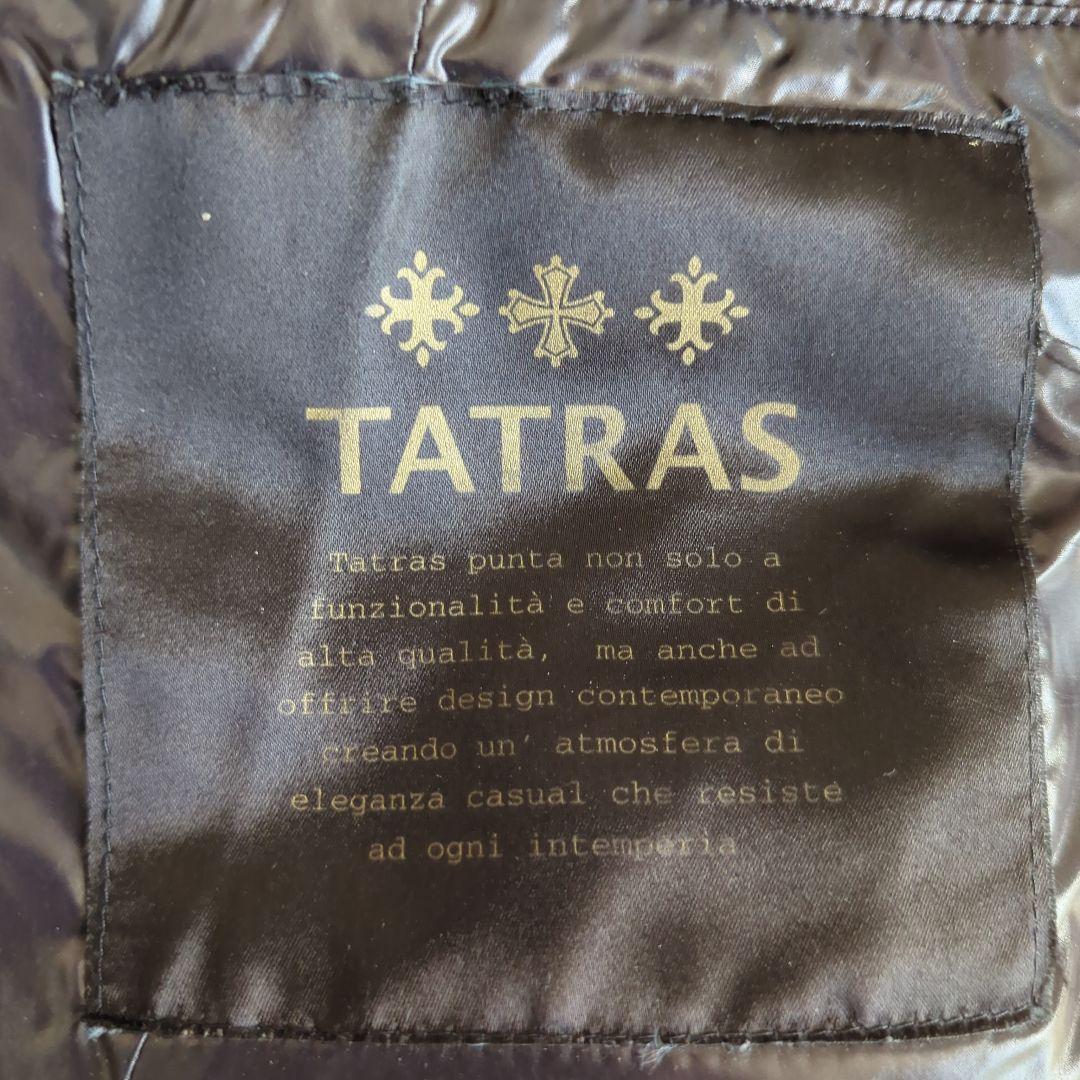 TATRAS
Tatras punta non solo a
funzionalità e comfort di
alta qualità, ma anche ad
offrire design contemporaneo
creando un' atmosfera di
eleganza casual che resiste
ad ogni intemperia